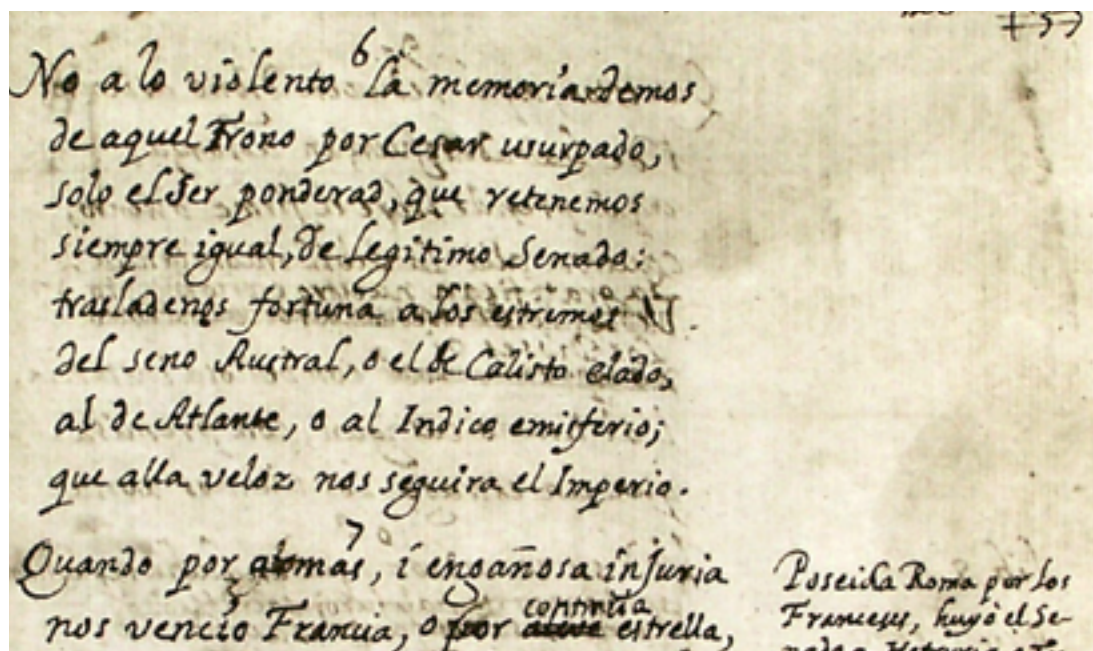 6
No a lo violento la memoria demos
de aquel Trono por Cesar usurpado,
solo el Ser ponderad, que retenemos
siempre igual, de legitimo Senado:
trasladenos fortuna a los estremos
del seno Austral, o el de Calisto elado,
al de Atlante, o al Indico emisferio;
que alla veloz nos seguira el Imperio.
7
Quando por, i engañosa injuria
nos vencio Francia, o por contraria estrella,
Poseida Roma por los
Franceses, huyò el Se-
nado a